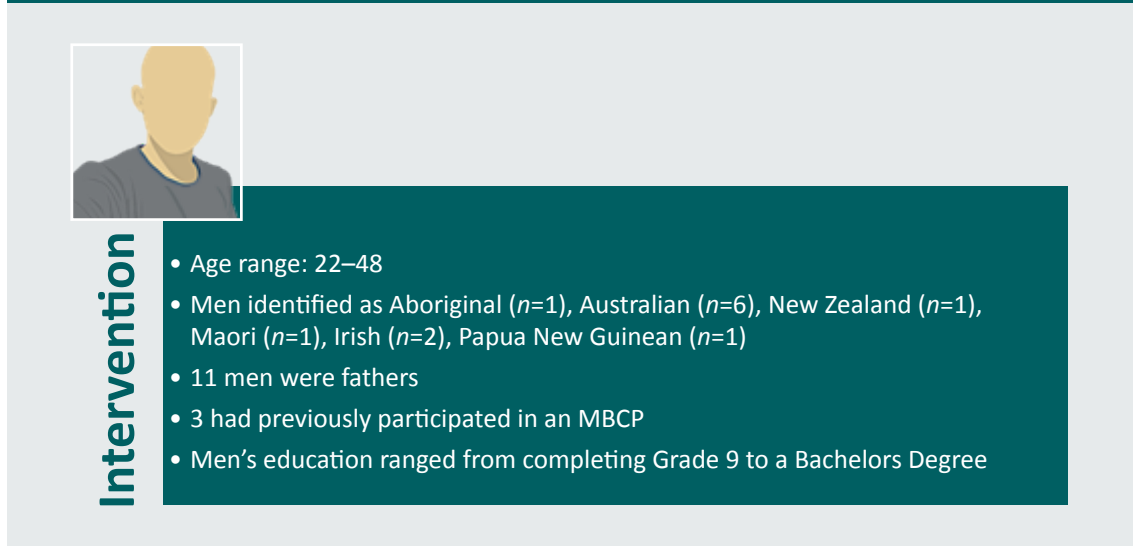 Intervention
• Age range: 22–48
• Men identified as Aboriginal (n=1), Australian (n=6), New Zealand (n=1),
Maori (n=1), Irish (n=2), Papua New Guinean (n=1)
• 11 men were fathers
• 3 had previously participated in an MBCP
• Men’s education ranged from completing Grade 9 to a Bachelors Degree